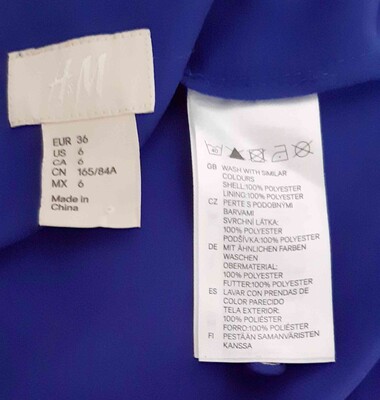 H&M
EUR 36
US 6
CA 6
CN 165/84A
MX 6
Made in
China
GB WASH WITH SIMILAR
COLOURS
SHELL:100% POLYESTER
LINING:100% POLYESTER
CZ PERTE S PODOBNÝMI
BARVAMI
SVRCHNÍ LÁTKA:
100% POLYESTER
PODŠÍVKA:100% POLYESTER
DE MIT ÄHNLICHEN FARBEN
WASCHEN
OBERMATERIAL:
100% POLYESTER
FUTTER:100% POLYESTER
ES LAVAR CON PRENDAS DE
COLOR PARECIDO
TELA EXTERIOR:
100% POLIÉSTER
FORRO:100% POLIÉSTER
FI PESTÄÄN SAMANVÄRISTEN
KANSSA